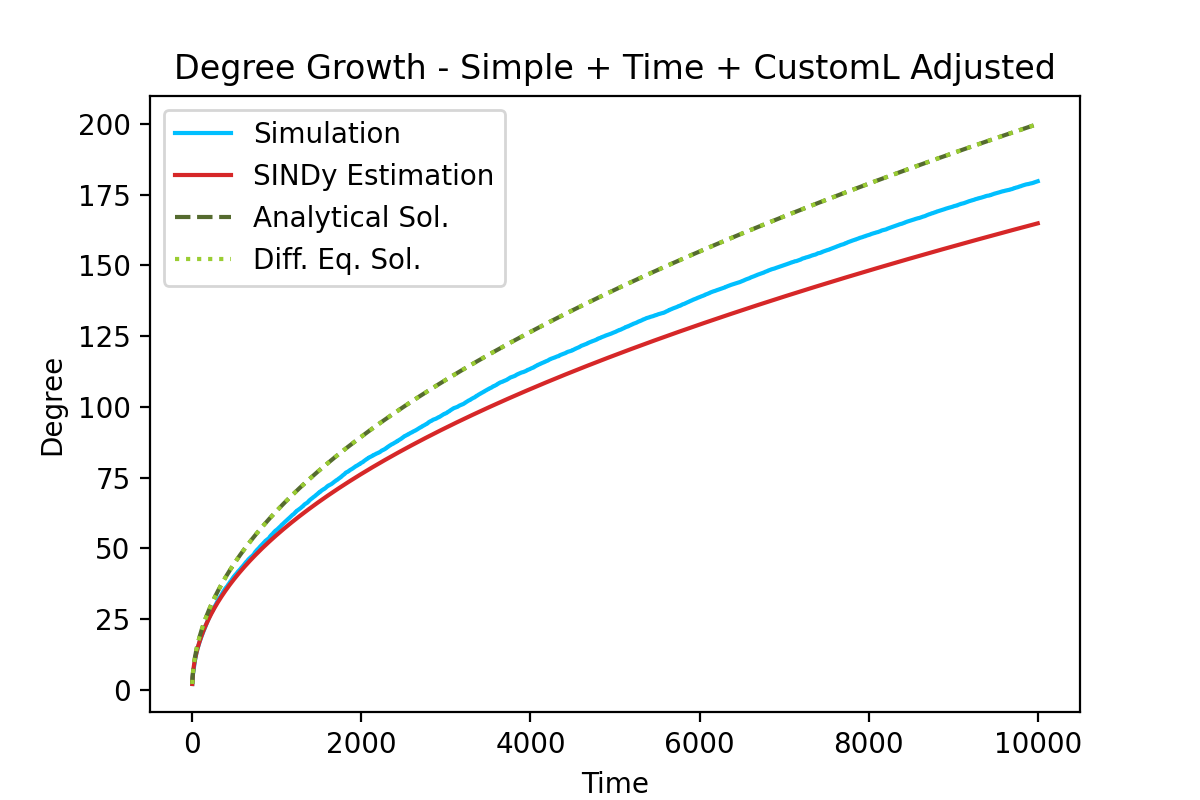 Degree Growth - Simple + Time + CustomL Adjusted
Simulation
SINDy Estimation
Analytical Sol.
Diff. Eq. Sol.
200
175
150
125
100
75
50
25
0
Degree
0 2000 4000 6000 8000 10000
Time